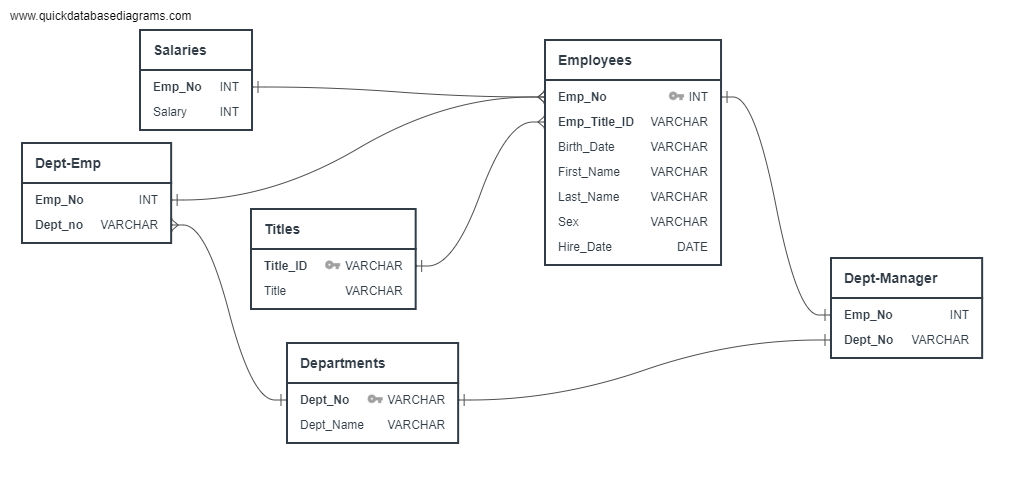 www.quickdatabasediagrams.com
Salaries
Emp_No INT
Salary INT
Employees
Emp_No INT
Emp_Title_ID VARCHAR
Birth_Date VARCHAR
First_Name VARCHAR
Last_Name VARCHAR
Sex VARCHAR
Hire_Date DATE
Dept-Emp
Emp_No INT
Dept_no VARCHAR
Titles
Title_ID VARCHAR
Title VARCHAR
Dept-Manager
Emp_No INT
Dept_No VARCHAR
Departments
Dept_No VARCHAR
Dept_Name VARCHAR